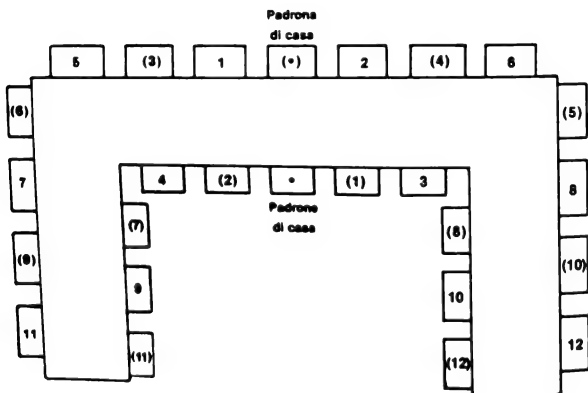 Padrona
di casa
5 (3) 1 (•) 2 (4) 6
(6) (5)
7 4 (2) • (1) 3 8
Padrona
di casa
(7) (8)
(9) (10)
9 10
11 12
(11) (12)